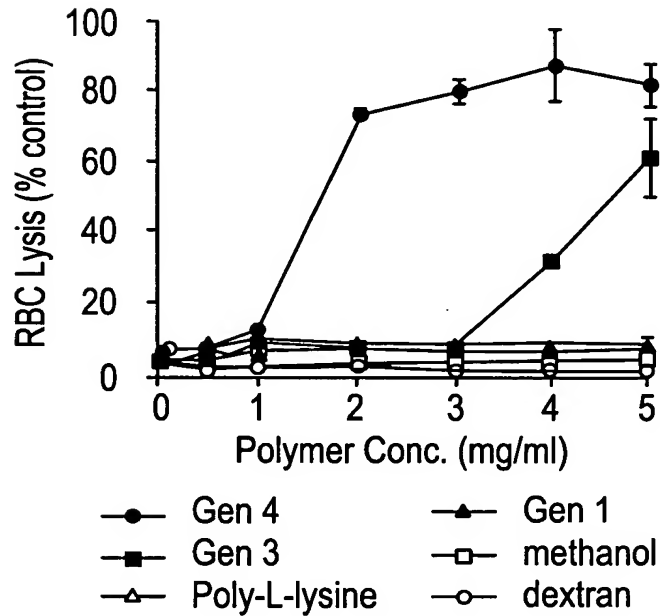 100
80
60
40
20
0
RBC Lysis (% control)
0 1 2 3 4 5
Polymer Conc. (mg/ml)
Gen 4 Gen 1
Gen 3 methanol
Poly-L-lysine dextran